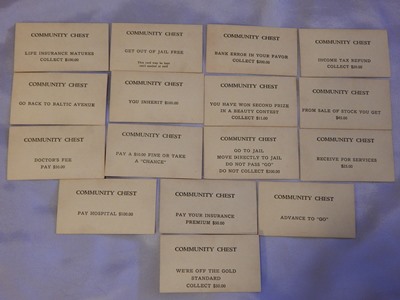 COMMUNITY CHEST
LIFE INSURANCE MATURES
COLLECT $100.00
COMMUNITY CHEST
GET OUT OF JAIL FREE
COMMUNITY CHEST
BANK ERROR IN YOUR FAVOR
COLLECT $200.00
COMMUNITY CHEST
INCOME TAX REFUND
COLLECT $20.00
COMMUNITY CHEST
GO BACK TO BALTIC AVENUE
COMMUNITY CHEST
YOU INHERIT $100.00
COMMUNITY CHEST
YOU HAVE WON SECOND PRIZE
IN A BEAUTY CONTEST
COLLECT $11.00
COMMUNITY CHEST
FROM SALE OF STOCK YOU GET
$45.00
COMMUNITY CHEST
DOCTOR'S FEE
PAY $50.00
COMMUNITY CHEST
PAY A $10.00 FINE OR TAKE
A "CHANCE"
COMMUNITY CHEST
GO TO JAIL
MOVE DIRECTLY TO JAIL
DO NOT PASS "GO"
DO NOT COLLECT $200.00
COMMUNITY CHEST
RECEIVE FOR SERVICES
$25.00
COMMUNITY CHEST
PAY HOSPITAL $100.00
COMMUNITY CHEST
PAY YOUR INSURANCE
PREMIUM $50.00
COMMUNITY CHEST
ADVANCE TO "GO"
COMMUNITY CHEST
WE'RE OFF THE GOLD
STANDARD
COLLECT $50.00